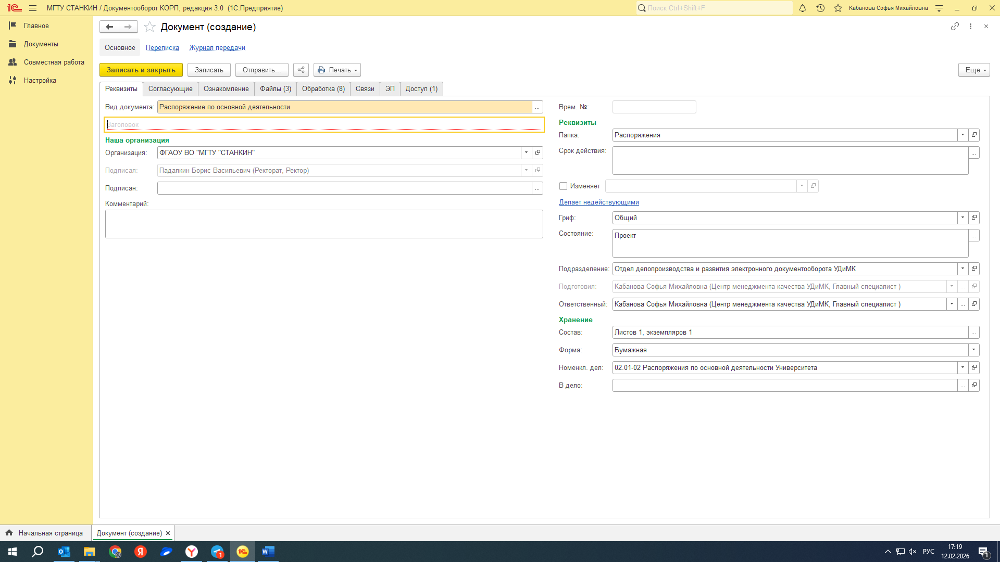 МГТУ СТАНКИН / Документооборот КОРП, редакция 3.0 (1С:Предприятие)
Поиск Ctrl+Shift+F
Кабанова Софья Михайловна
Главное
Документы
Совместная работа
Настройка
Документ (создание)
Основное Переписка Журнал передачи
Записать и закрыть Записать Отправить... Печать Еще
Реквизиты Согласующие Ознакомление Файлы (3) Обработка (8) Связи ЭП Доступ (1)
Вид документа: Распоряжение по основной деятельности ...
Заголовок
Наша организация
Организация: ФГАОУ ВО "МГТУ "СТАНКИН"
Подписал: Падалкин Борис Васильевич (Ректорат, Ректор)
Подписан: ...
Комментарий:
Врем. №:
Реквизиты
Папка: Распоряжения
Срок действия: ...
Изменяет
Делает недействующими
Гриф: Общий
Состояние: Проект ...
Подразделение: Отдел делопроизводства и развития электронного документооборота УДиМК
Подготовил: Кабанова Софья Михайловна (Центр менеджмента качества УДиМК, Главный специалист ) ...
Ответственный: Кабанова Софья Михайловна (Центр менеджмента качества УДиМК, Главный специалист ) ...
Хранение
Состав: Листов 1, экземпляров 1 ...
Форма: Бумажная
Номенкл. дел: 02.01-02 Распоряжения по основной деятельности Университета
В дело: ...
Начальная страница Документ (создание) ×
РУС
17:19
12.02.2026
1
1